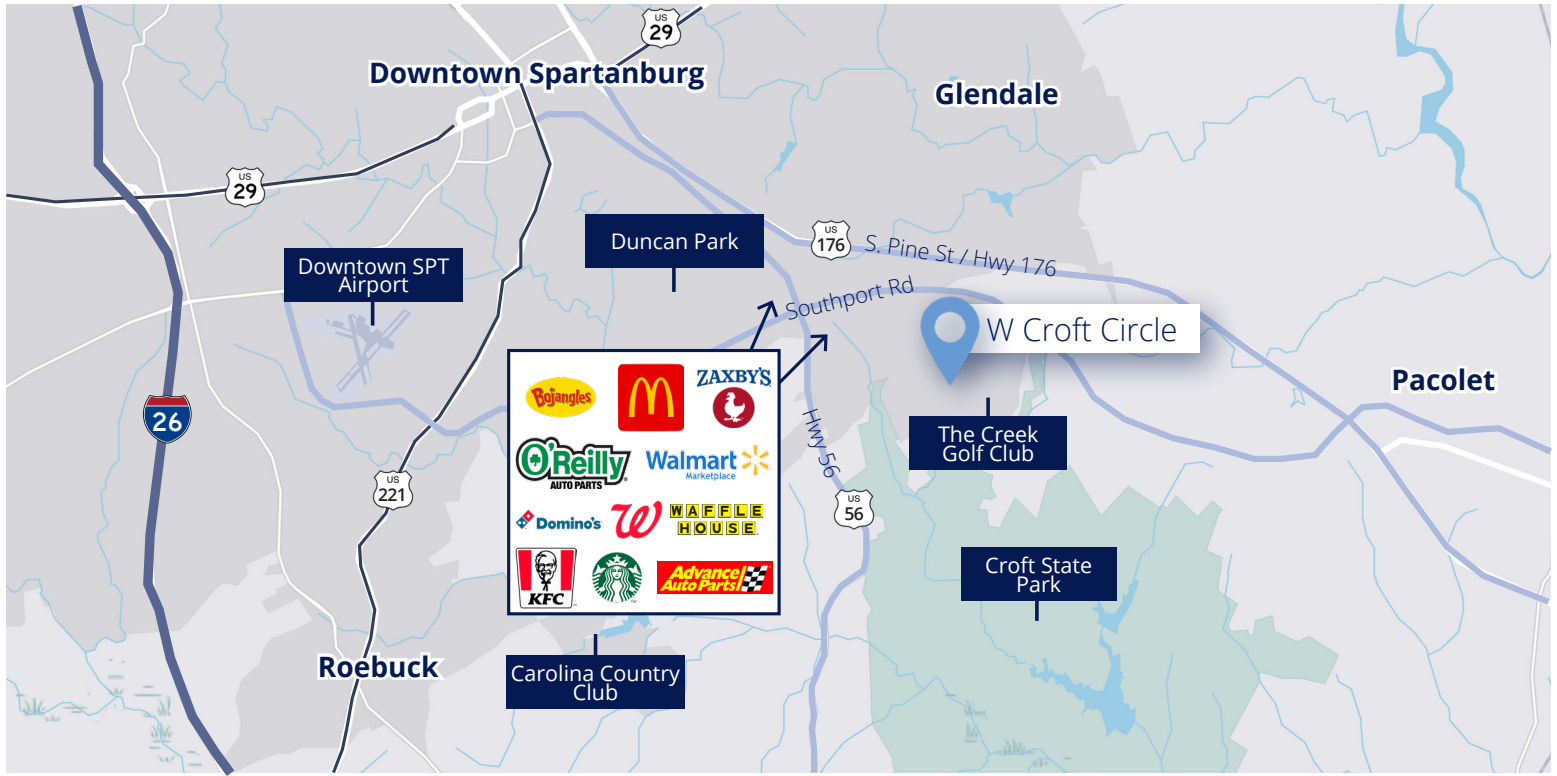 US
29
Downtown Spartanburg
Glendale
US
29
Duncan Park
US
176
S. Pine St / Hwy 176
Downtown SPT
Airport
Southport Rd
W Croft Circle
Bojangles
ZAXBY'S
Pacolet
26
Hwy 56
The Creek
Golf Club
O'Reilly
AUTO PARTS
Walmart
Marketplace
US
221
US
56
Domino's
W
WAFFLE
HOUSE
Croft State
Park
KFC
Advance
Auto Parts
Roebuck
Carolina Country
Club